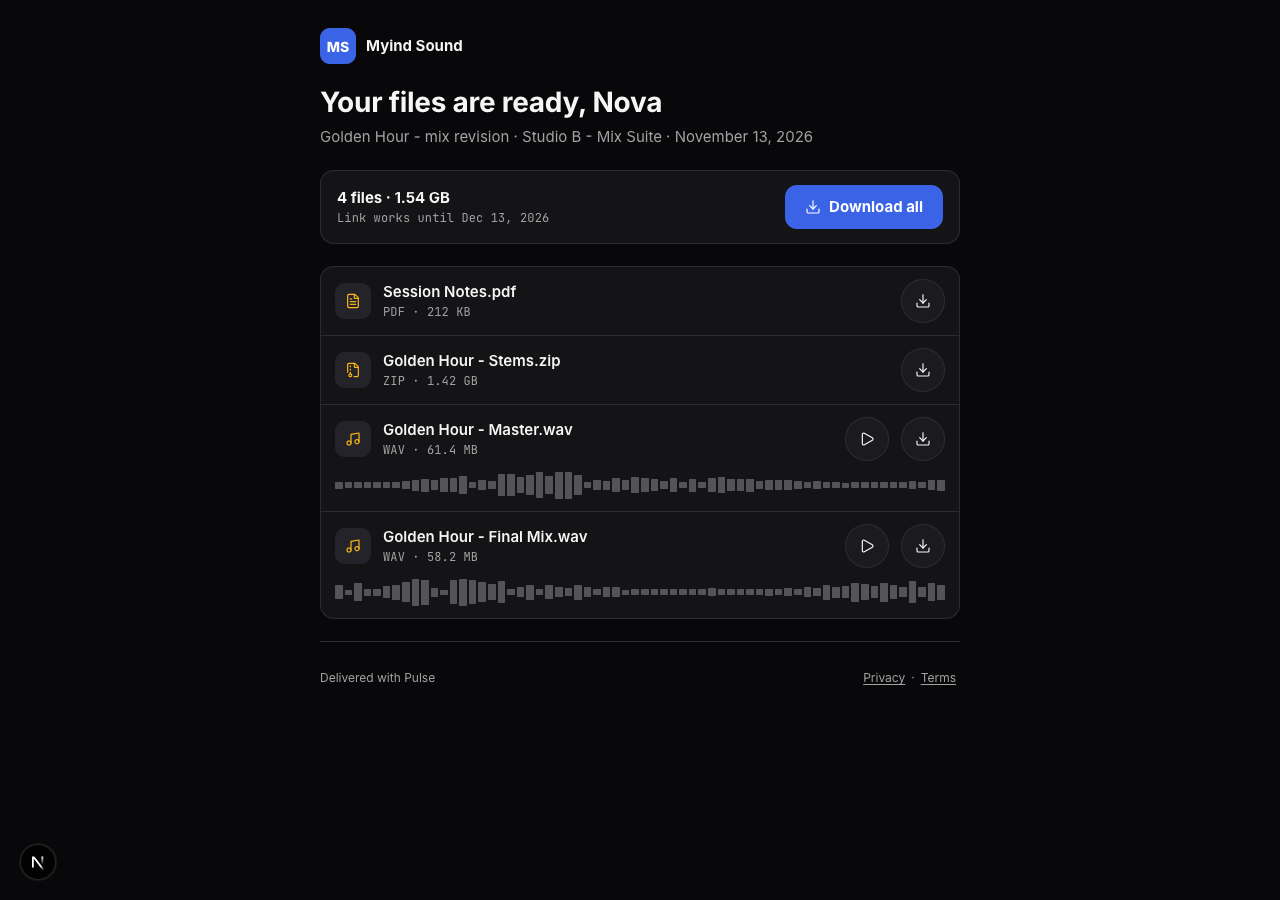 MS
Myind Sound
Your files are ready, Nova
Golden Hour - mix revision · Studio B - Mix Suite · November 13, 2026
4 files · 1.54 GB
Link works until Dec 13, 2026
Download all
Session Notes.pdf
PDF · 212 KB
Golden Hour - Stems.zip
ZIP · 1.42 GB
Golden Hour - Master.wav
WAV · 61.4 MB
Golden Hour - Final Mix.wav
WAV · 58.2 MB
Delivered with Pulse
Privacy · Terms
N